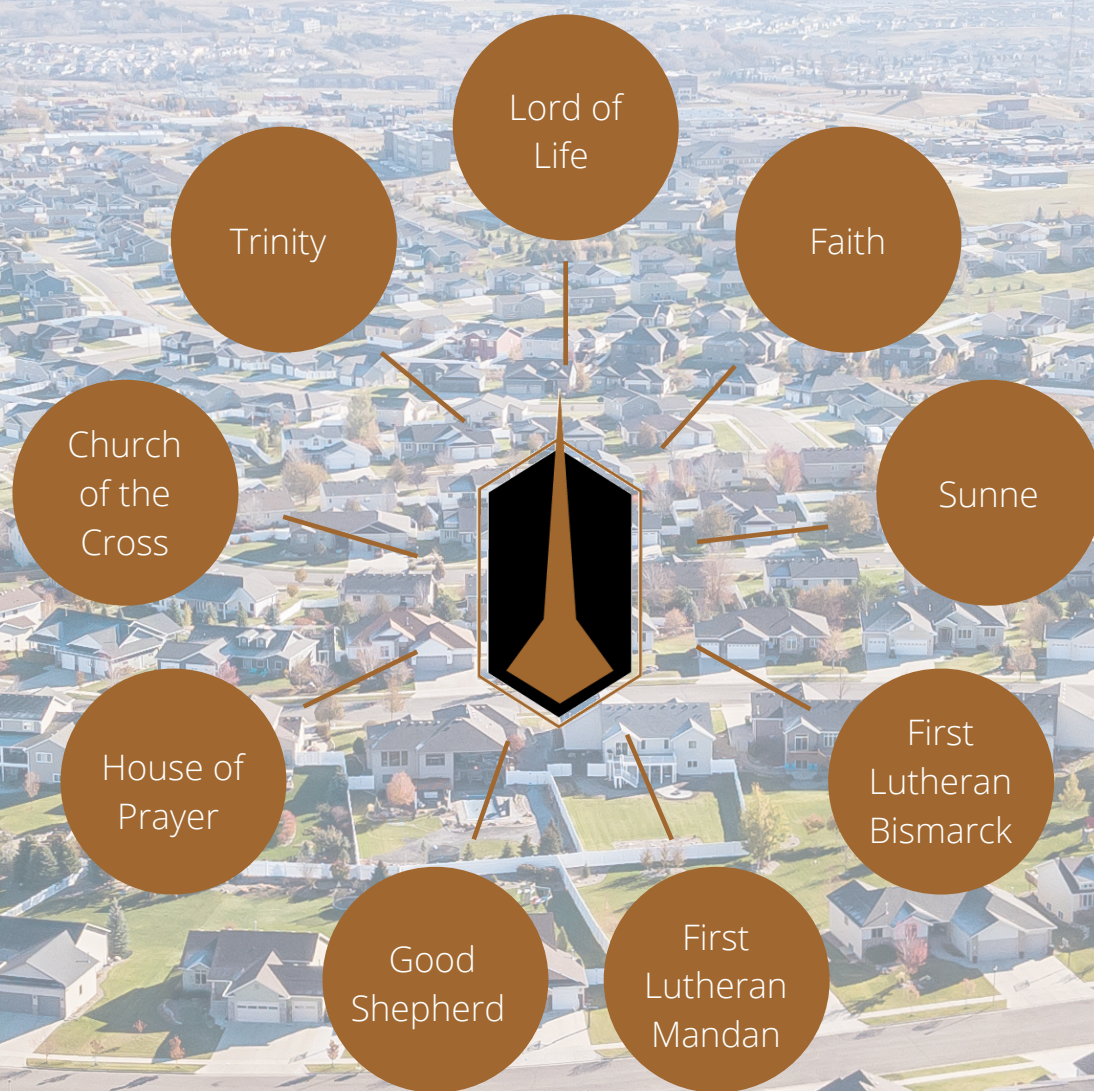 Lord of
Life
Trinity
Faith
Church
of the
Cross
Sunne
House of
Prayer
First
Lutheran
Bismarck
Good
Shepherd
First
Lutheran
Mandan